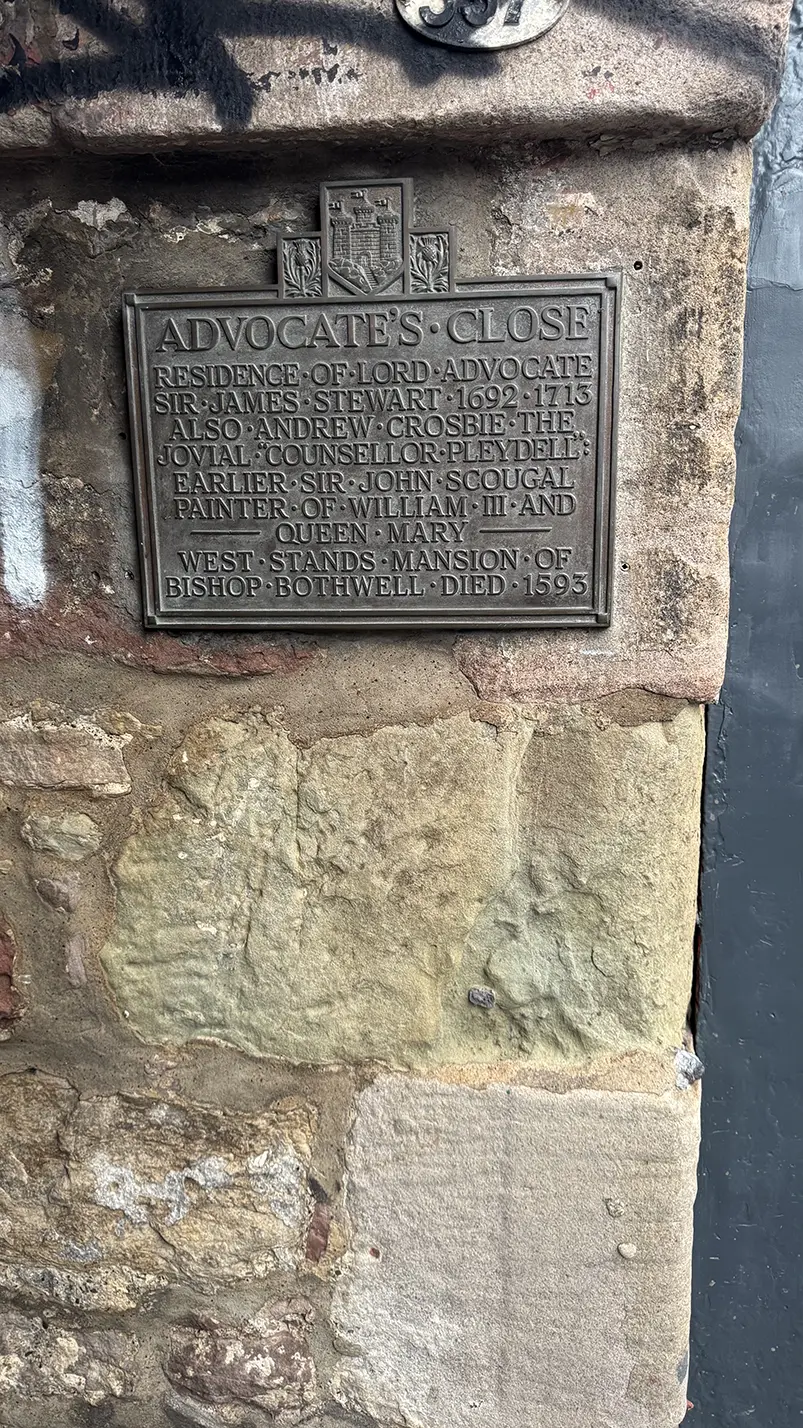 357
ADVOCATE'S·CLOSE
RESIDENCE·OF·LORD·ADVOCATE
SIR·JAMES·STEWART·1692·1713
ALSO·ANDREW·CROSBIE·THE
JOVIAL·"COUNSELLOR·PLEYDELL":
EARLIER·SIR·JOHN·SCOUGAL
PAINTER·OF·WILLIAM·III·AND
QUEEN·MARY
WEST·STANDS·MANSION·OF
BISHOP·BOTHWELL·DIED·1593